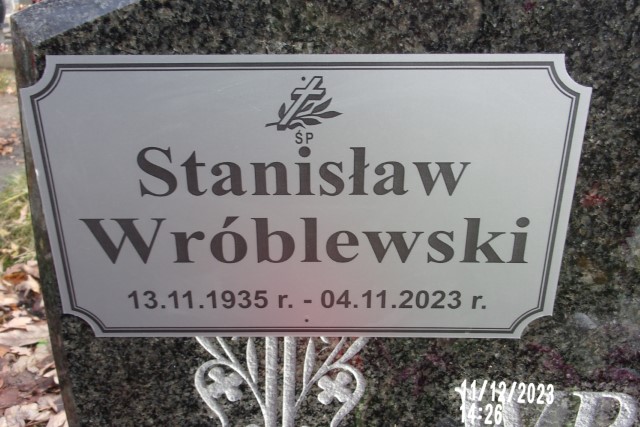 ŚP
Stanisław
Wróblewski
13.11.1935 r. - 04.11.2023 r.
11/12/2023
14:26